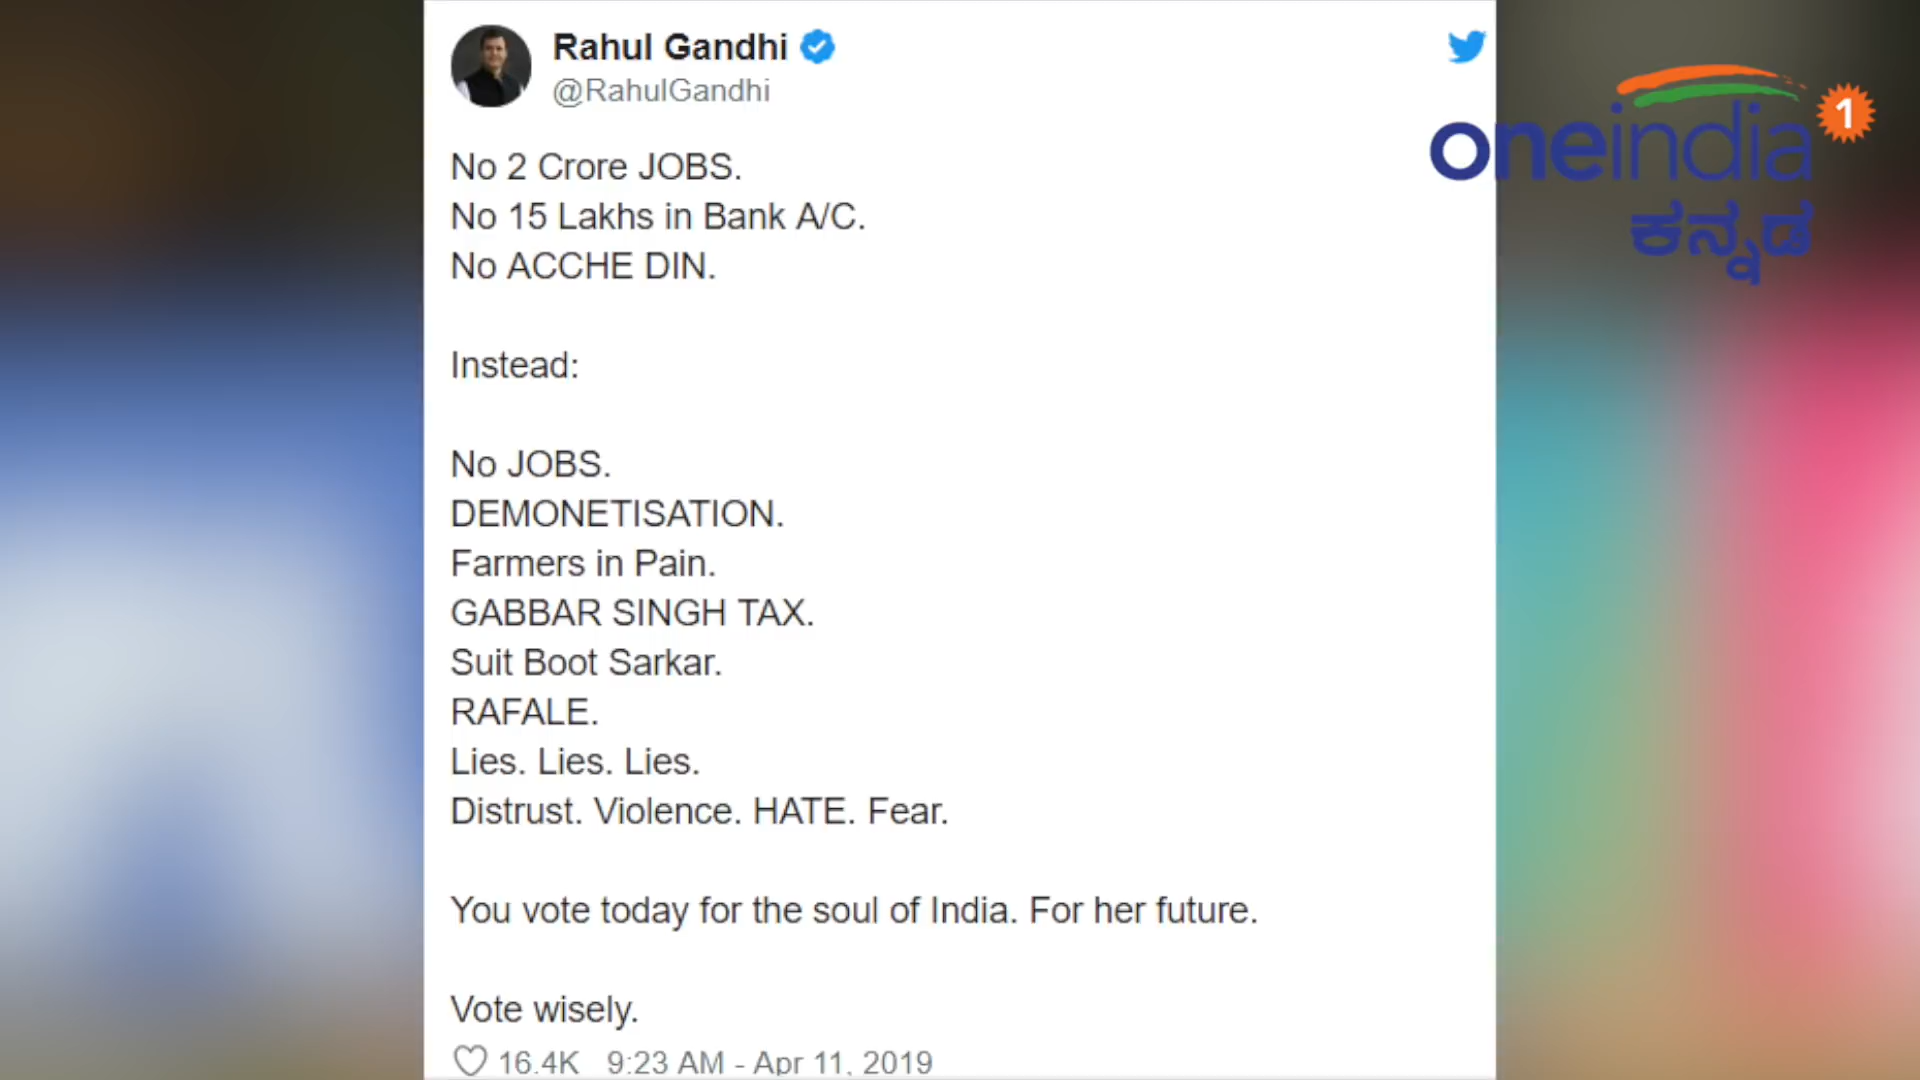 Rahul Gandhi
@RahulGandhi
No 2 Crore JOBS.
No 15 Lakhs in Bank A/C.
No ACCHE DIN.
Instead:
No JOBS.
DEMONETISATION.
Farmers in Pain.
GABBAR SINGH TAX.
Suit Boot Sarkar.
RAFALE.
Lies. Lies. Lies.
Distrust. Violence. HATE. Fear.
You vote today for the soul of India. For her future.
Vote wisely.
16.4K 9:23 AM - Apr 11, 2019
oneindia 1
ಕನ್ನಡ